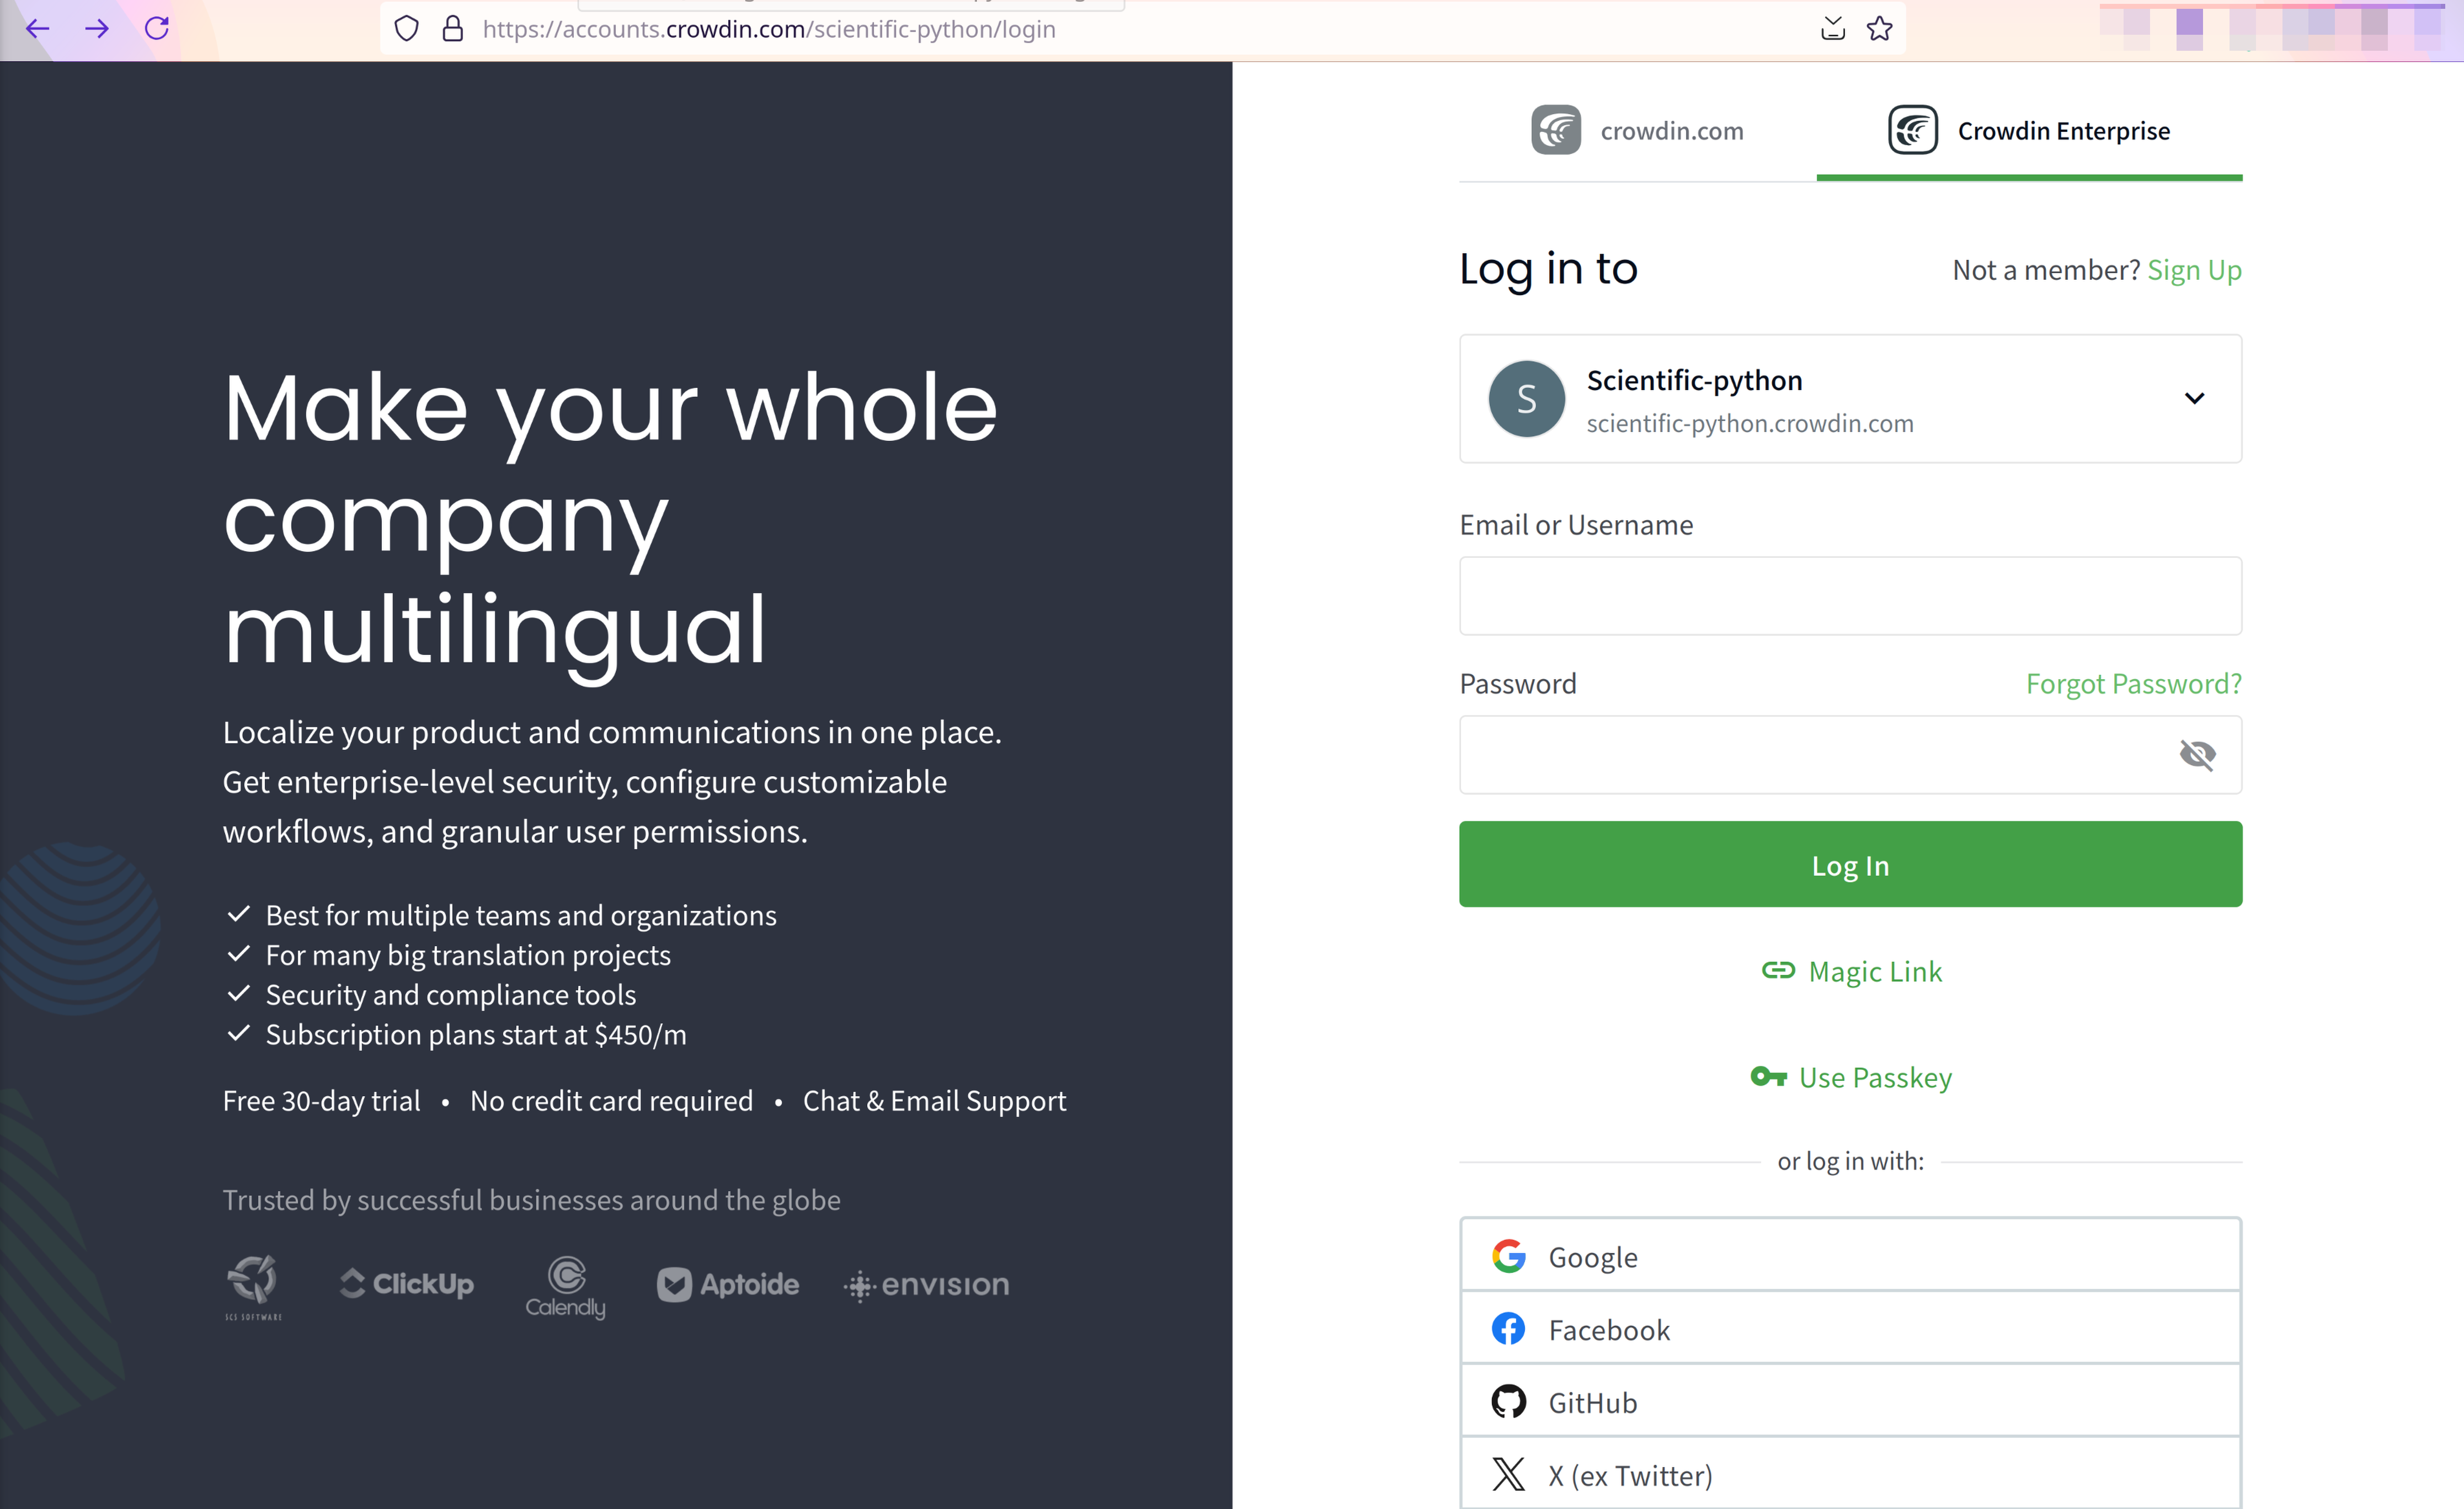 https://accounts.crowdin.com/scientific-python/login
Make your whole
company
multilingual
Localize your product and communications in one place.
Get enterprise-level security, configure customizable
workflows, and granular user permissions.
Best for multiple teams and organizations
For many big translation projects
Security and compliance tools
Subscription plans start at $450/m
Free 30-day trial • No credit card required • Chat & Email Support
Trusted by successful businesses around the globe
SCS SOFTWARE
ClickUp
Calendly
Aptoide
envision
crowdin.com
Crowdin Enterprise
Log in to
Not a member? Sign Up
S
Scientific-python
scientific-python.crowdin.com
Email or Username
Password
Forgot Password?
Log In
Magic Link
Use Passkey
or log in with:
Google
Facebook
GitHub
X (ex Twitter)